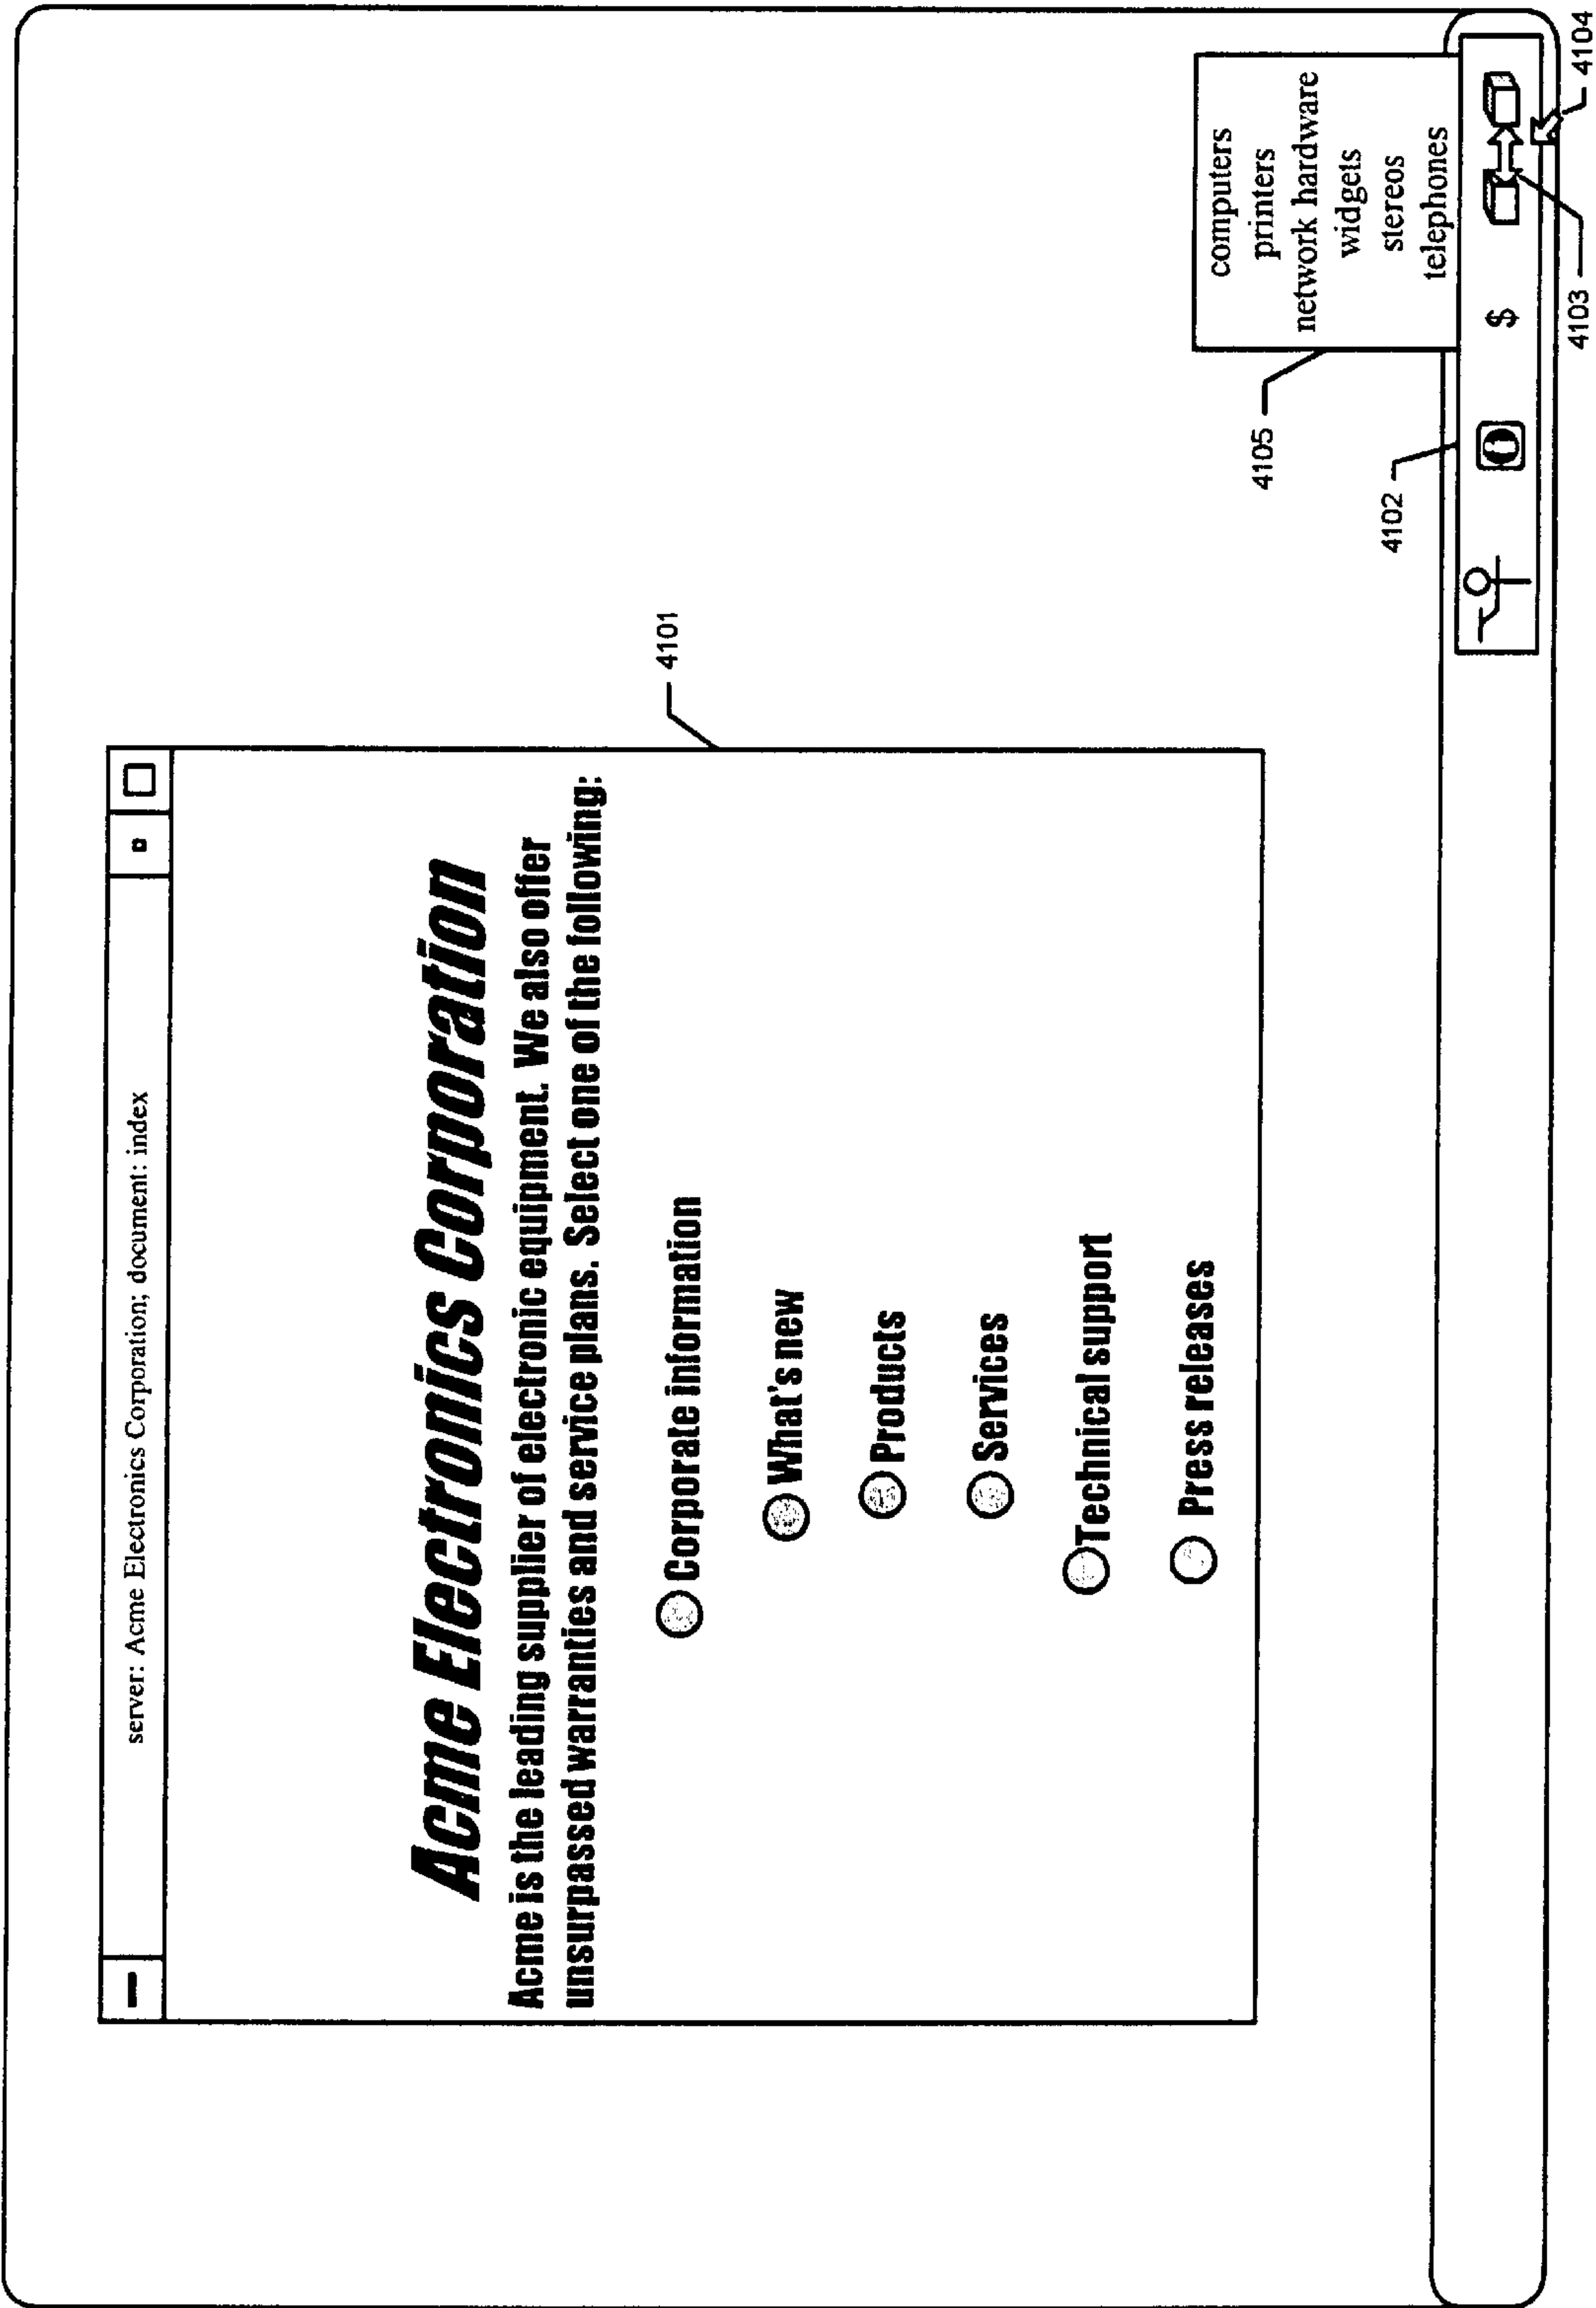 server: Acme Electronics Corporation; document: index
Acme Electronics Corporation
Acme is the leading supplier of electronic equipment. We also offer
unsurpassed warranties and service plans. Select one of the following:
Corporate information
What's new
Products
Services
Technical support
Press releases
4101
computers
printers
network hardware
widgets
stereos
telephones
4105
4102
$
4103
4104